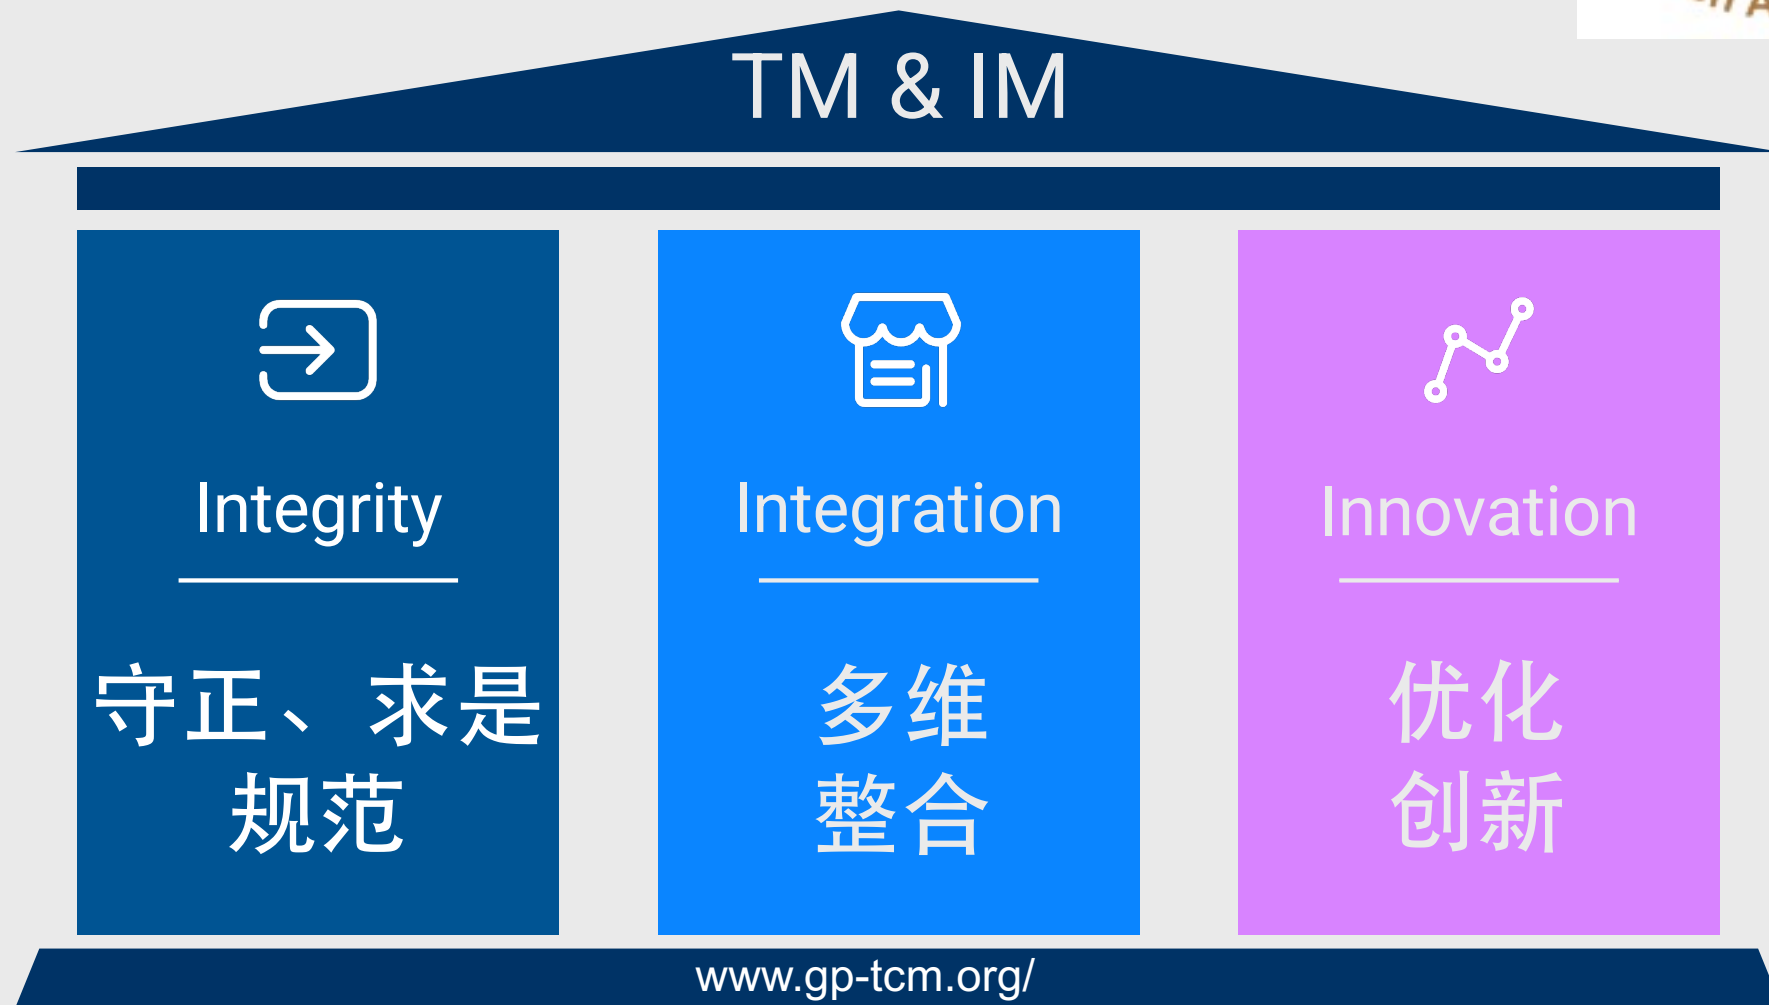 TM & IM
Integrity
守正、求是
规范
Integration
多维
整合
Innovation
优化
创新
www.gp-tcm.org/